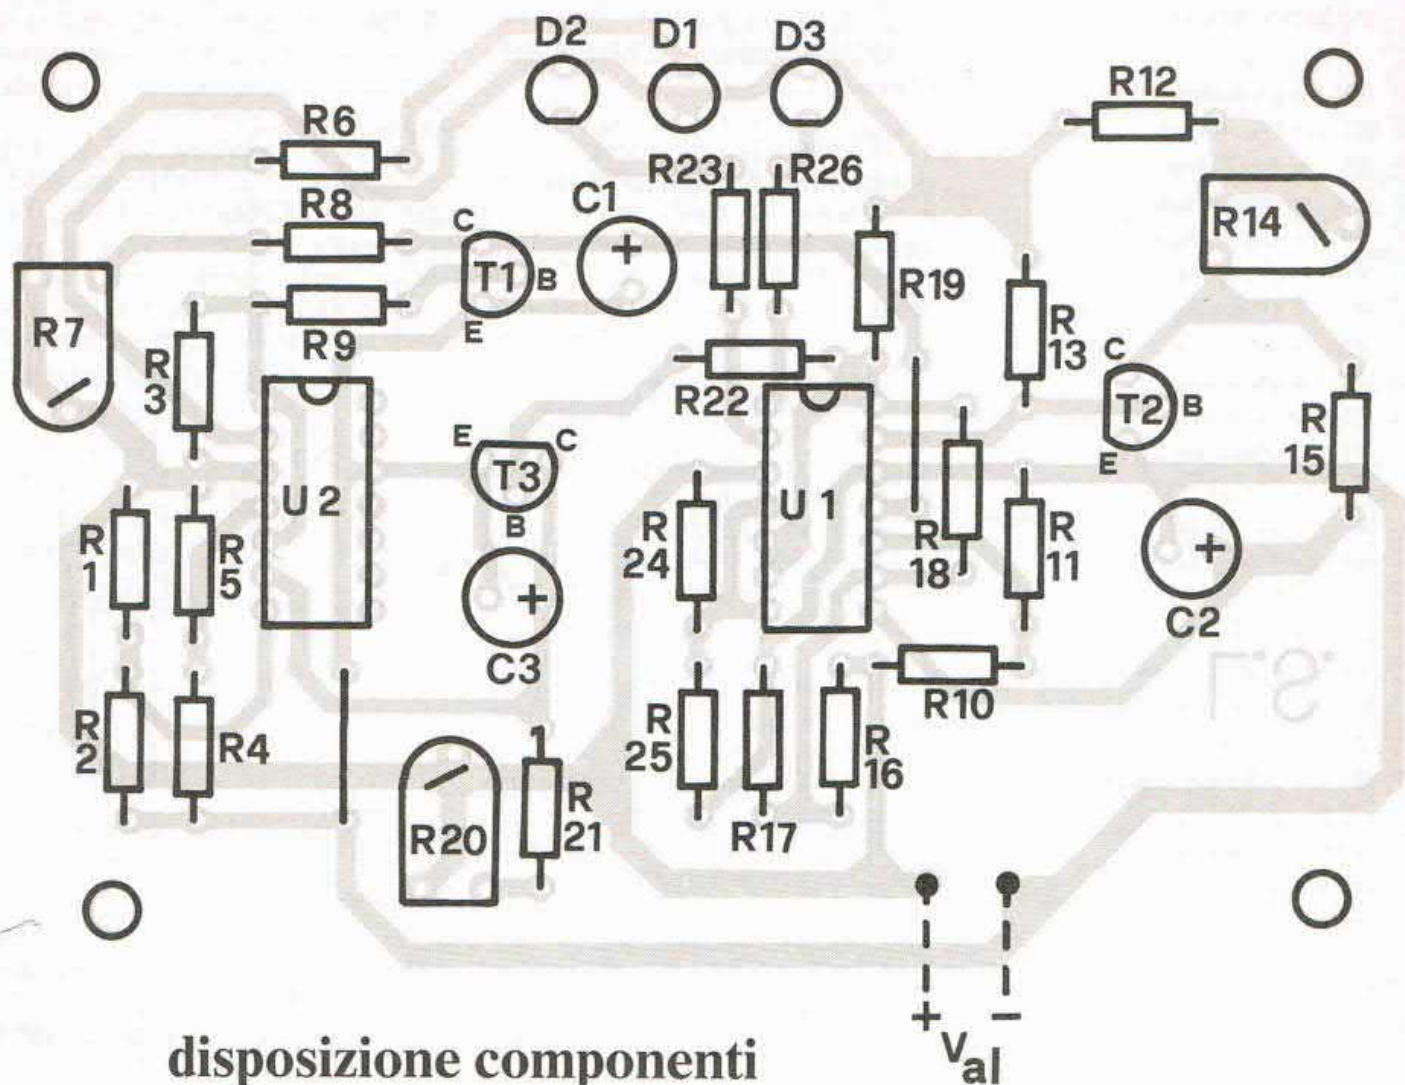 D2 D1 D3
R12
R6
R23 R26
R8 C C1
R14
T1 B
R19
E
R7 R 3 R9 R 13
C
R22 T2 B
E C R 15
T3 E
U2 U1
B
R 1 R 5 R 24 R 18 R 11
+ +
C3 C2
R10
R 2 R4 R 25 R 16
R 21
R20 R17
+ −
Val
disposizione componenti